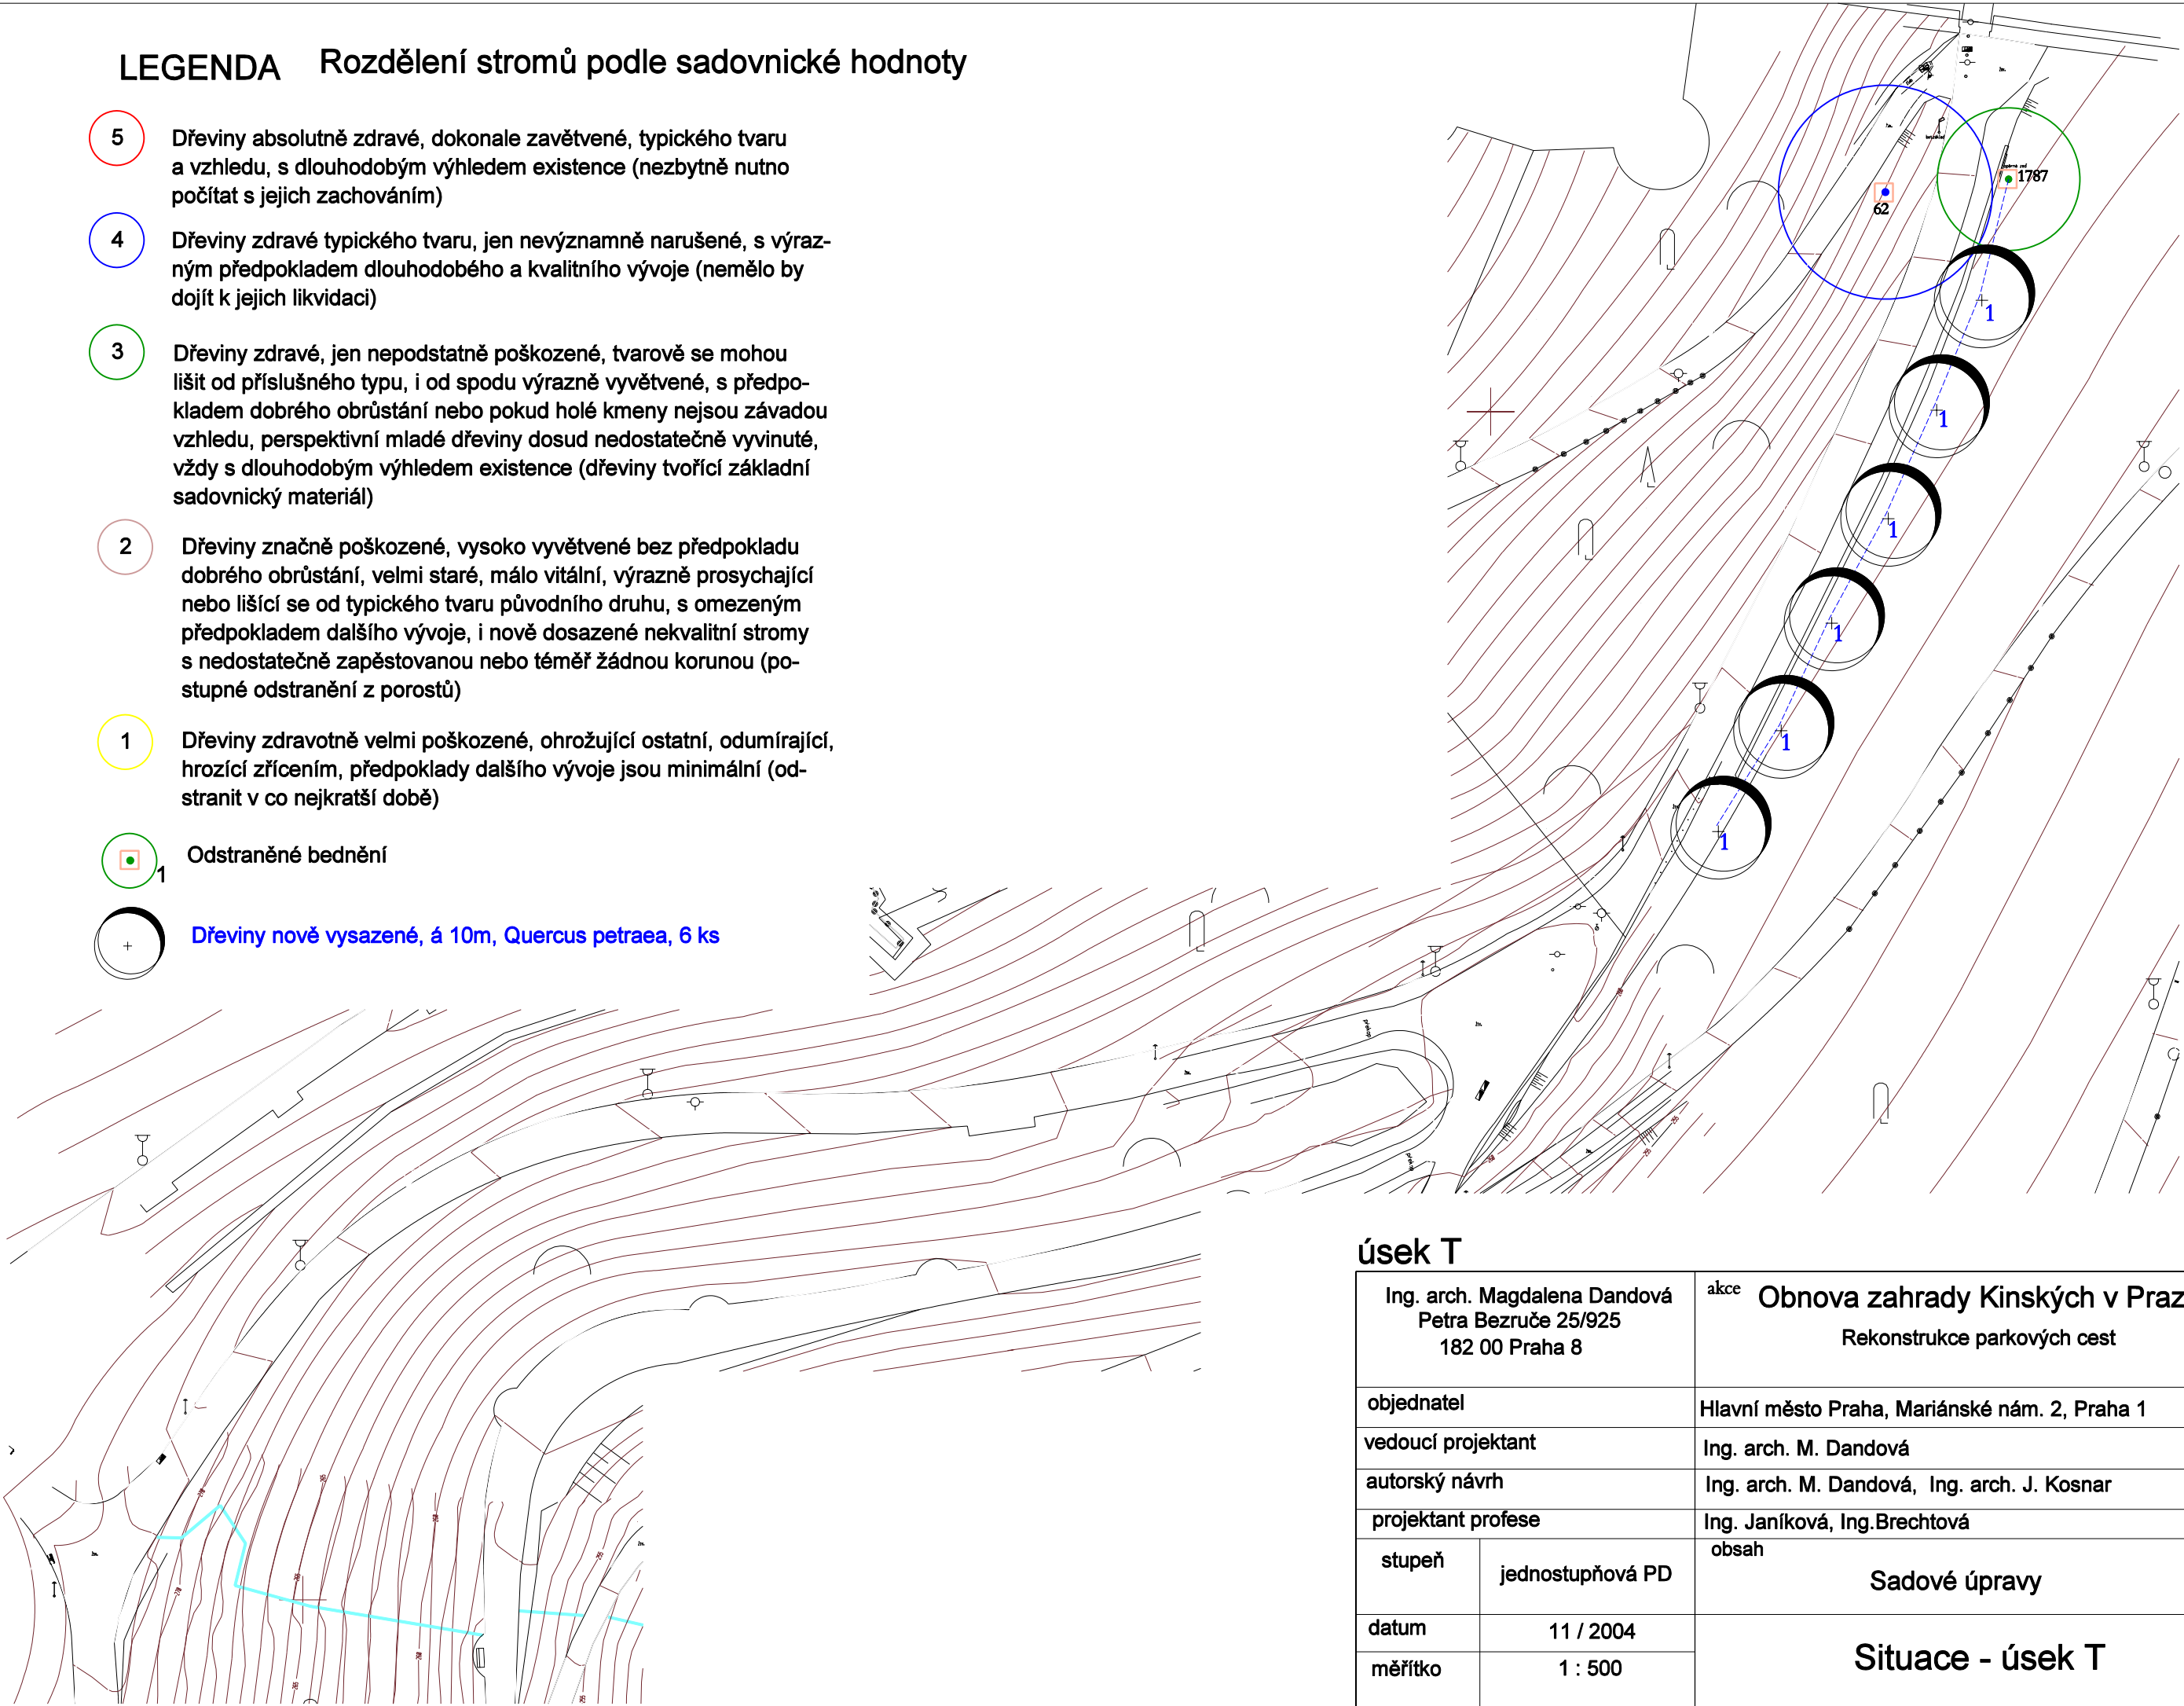 LEGENDA Rozdělení stromů podle sadovnické hodnoty
5 Dřeviny absolutně zdravé, dokonale zavětvené, typického tvaru
a vzhledu, s dlouhodobým výhledem existence (nezbytně nutno
počítat s jejich zachováním)
4 Dřeviny zdravé typického tvaru, jen nevýznamně narušené, s výraz-
ným předpokladem dlouhodobého a kvalitního vývoje (nemělo by
dojít k jejich likvidaci)
3 Dřeviny zdravé, jen nepodstatně poškozené, tvarově se mohou
lišit od příslušného typu, i od spodu výrazně vyvětvené, s předpo-
kladem dobrého obrůstání nebo pokud holé kmeny nejsou závadou
vzhledu, perspektivní mladé dřeviny dosud nedostatečně vyvinuté,
vždy s dlouhodobým výhledem existence (dřeviny tvořící základní
sadovnický materiál)
2 Dřeviny značně poškozené, vysoko vyvětvené bez předpokladu
dobrého obrůstání, velmi staré, málo vitální, výrazně prosychající
nebo lišící se od typického tvaru původního druhu, s omezeným
předpokladem dalšího vývoje, i nově dosazené nekvalitní stromy
s nedostatečně zapěstovanou nebo téměř žádnou korunou (po-
stupné odstranění z porostů)
1 Dřeviny zdravotně velmi poškozené, ohrožující ostatní, odumírající,
hrozící zřícením, předpoklady dalšího vývoje jsou minimální (od-
stranit v co nejkratší době)
1 Odstraněné bednění
Dřeviny nově vysazené, á 10m, Quercus petraea, 6 ks
1787
62
1
1
1
1
1
1
úsek T
Ing. arch. Magdalena Dandová
Petra Bezruče 25/925
182 00 Praha 8
akce Obnova zahrady Kinských v Praz
Rekonstrukce parkových cest
objednatel Hlavní město Praha, Mariánské nám. 2, Praha 1
vedoucí projektant Ing. arch. M. Dandová
autorský návrh Ing. arch. M. Dandová, Ing. arch. J. Kosnar
projektant profese Ing. Janíková, Ing.Brechtová
stupeň jednostupňová PD
obsah
Sadové úpravy
datum 11 / 2004
měřítko 1 : 500
Situace - úsek T